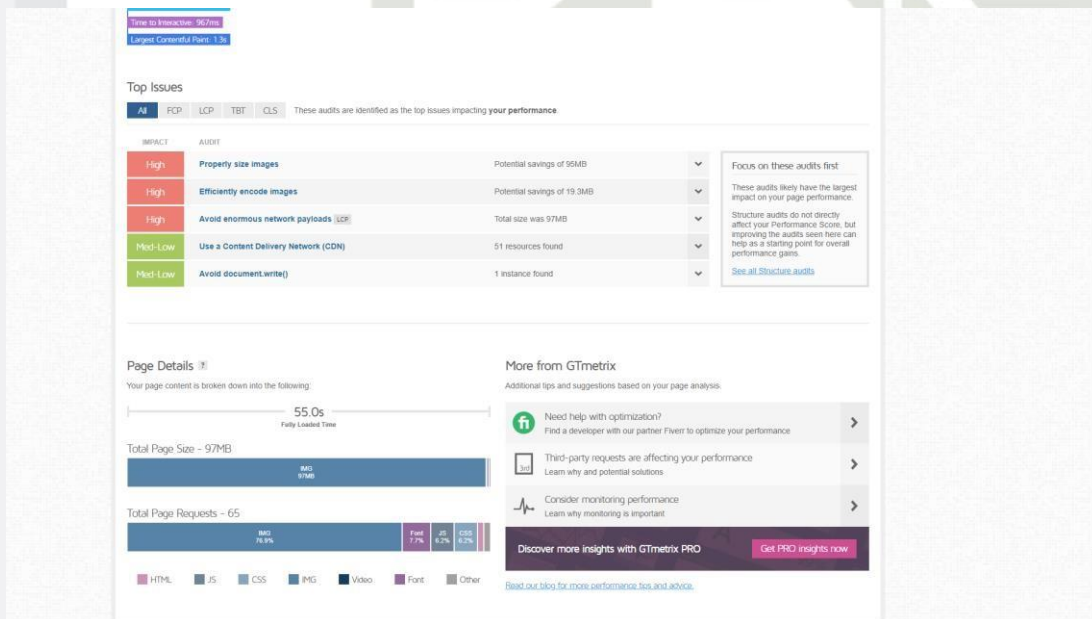 Time to Interactive: 967ms
Largest Contentful Paint: 1.3s
Top Issues
All FCP LCP TBT CLS These audits are identified as the top issues impacting your performance.
IMPACT AUDIT
High Properly size images Potential savings of 95MB
High Efficiently encode images Potential savings of 19.3MB
High Avoid enormous network payloads LCP Total size was 97MB
Med-Low Use a Content Delivery Network (CDN) 51 resources found
Med-Low Avoid document.write() 1 instance found
Focus on these audits first
These audits likely have the largest
impact on your page performance.
Structure audits do not directly
affect your Performance Score, but
improving the audits seen here can
help as a starting point for overall
performance gains.
See all Structure audits
Page Details ?
Your page content is broken down into the following:
55.0s
Fully Loaded Time
Total Page Size - 97MB
IMG
97MB
Total Page Requests - 65
IMG
76.9%
Font
7.7%
JS
6.2%
CSS
6.2%
HTML JS CSS IMG Video Font Other
More from GTmetrix
Additional tips and suggestions based on your page analysis.
fi
Need help with optimization?
Find a developer with our partner Fiverr to optimize your performance
3rd
Third-party requests are affecting your performance
Learn why and potential solutions
Consider monitoring performance
Learn why monitoring is important
Discover more insights with GTmetrix PRO Get PRO insights now
Read our blog for more performance tips and advice.